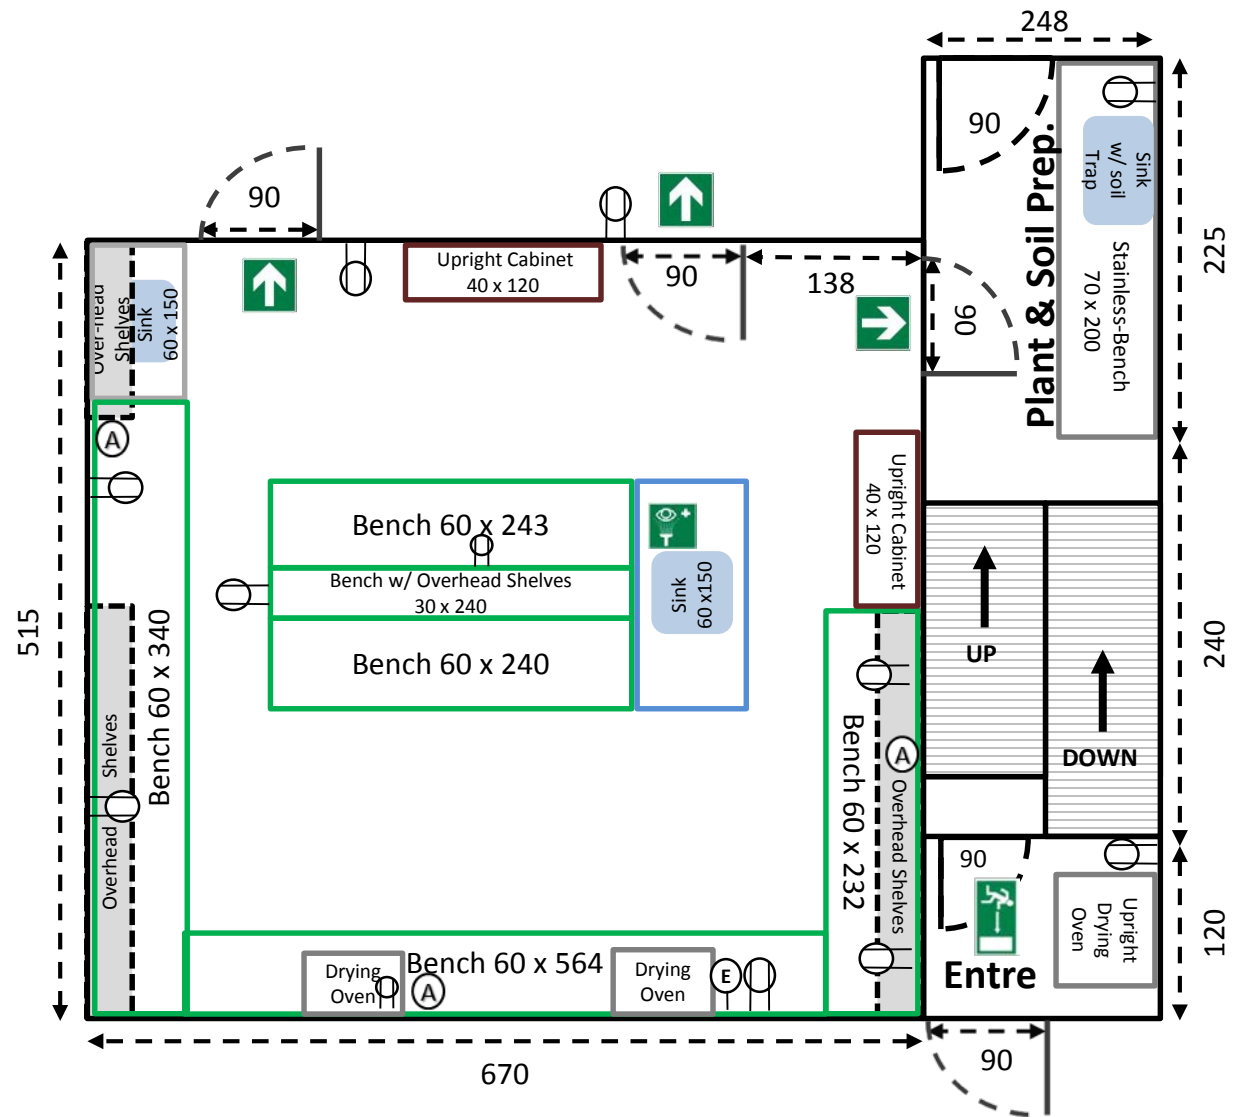 248
90
Plant & Soil Prep.
Sink
w/ soil
Trap
Stainless-Bench
70 x 200
225
90
Upright Cabinet
40 x 120
90
138
90
Over-head
Shelves
Sink
60 x 150
A
Upright Cabinet
40 x 120
Bench 60 x 243
Bench w/ Overhead Shelves
30 x 240
Bench 60 x 240
Sink
60 x150
515
Bench 60 x 340
Overhead Shelves
UP
DOWN
240
Bench 60 x 232
A
Overhead Shelves
90
Entre
Upright
Drying
Oven
120
Bench 60 x 564
Drying
Oven
A
Drying
Oven
E
670
90